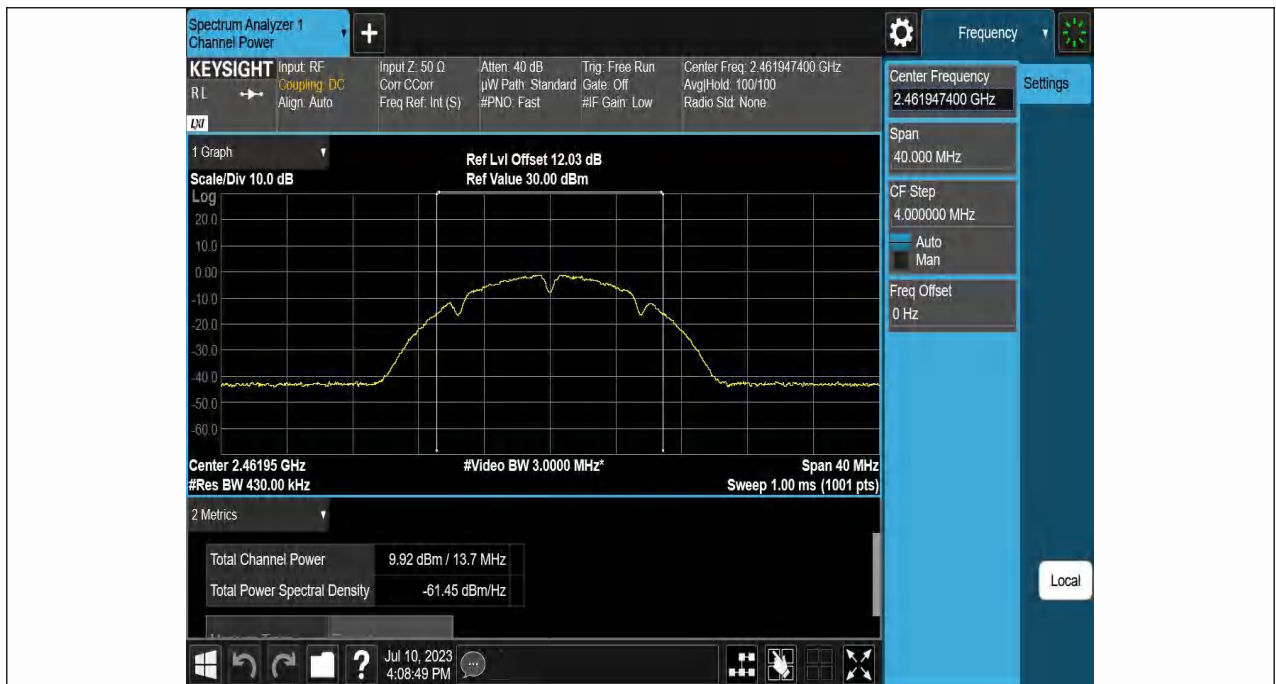 Spectrum Analyzer 1
Channel Power
+
Frequency
KEYSIGHT
RL
LXI
Input: RF
Coupling: DC
Align: Auto
Input Z: 50 Ω
Corr CCorr
Freq Ref: Int (S)
Atten: 40 dB
µW Path: Standard
#PNO: Fast
Trig: Free Run
Gate: Off
#IF Gain: Low
Center Freq: 2.461947400 GHz
Avg|Hold: 100/100
Radio Std: None
Center Frequency
2.461947400 GHz
Settings
Span
40.000 MHz
CF Step
4.000000 MHz
Auto
Man
Freq Offset
0 Hz
1 Graph
Ref Lvl Offset 12.03 dB
Scale/Div 10.0 dB
Ref Value 30.00 dBm
Log
20.0
10.0
0.00
-10.0
-20.0
-30.0
-40.0
-50.0
-60.0
Center 2.46195 GHz
#Video BW 3.0000 MHz*
Span 40 MHz
#Res BW 430.00 kHz
Sweep 1.00 ms (1001 pts)
2 Metrics
Total Channel Power 9.92 dBm / 13.7 MHz
Total Power Spectral Density -61.45 dBm/Hz
Local
?
Jul 10, 2023
4:08:49 PM